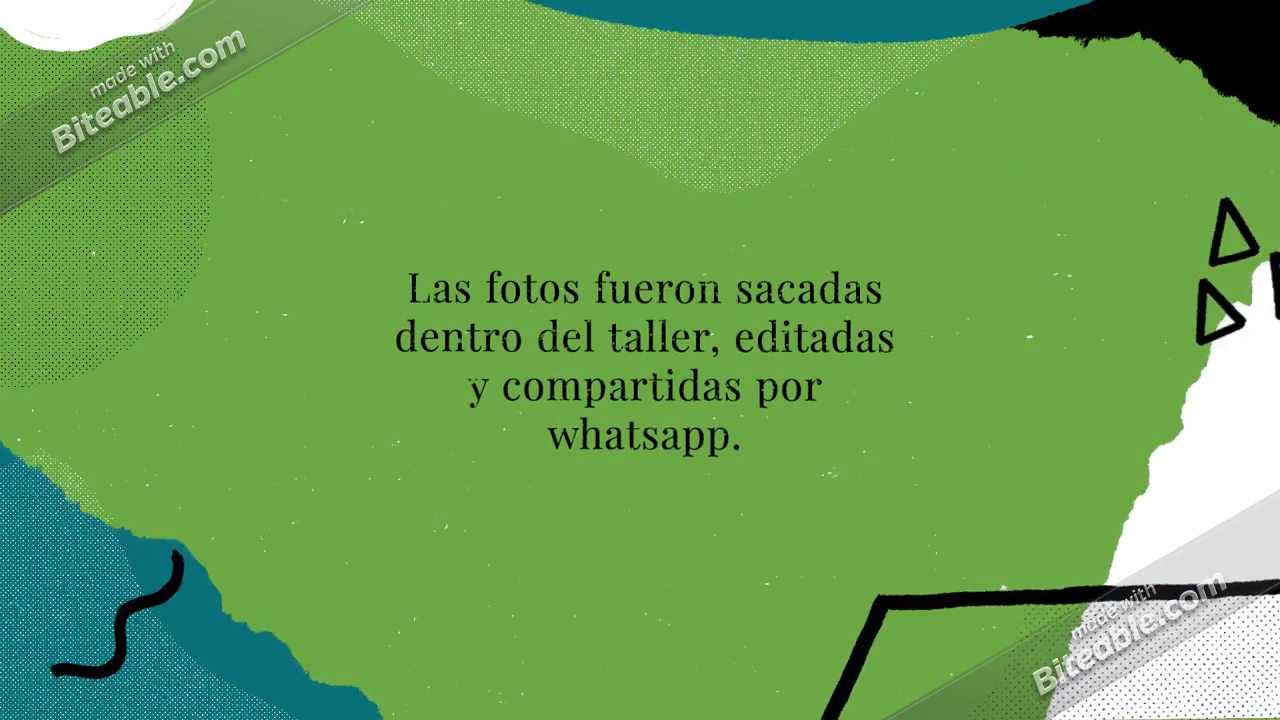 made with
Biteable.com
Las fotos fueron sacadas
dentro del taller, editadas
y compartidas por
whatsapp.
made with
Biteable.com